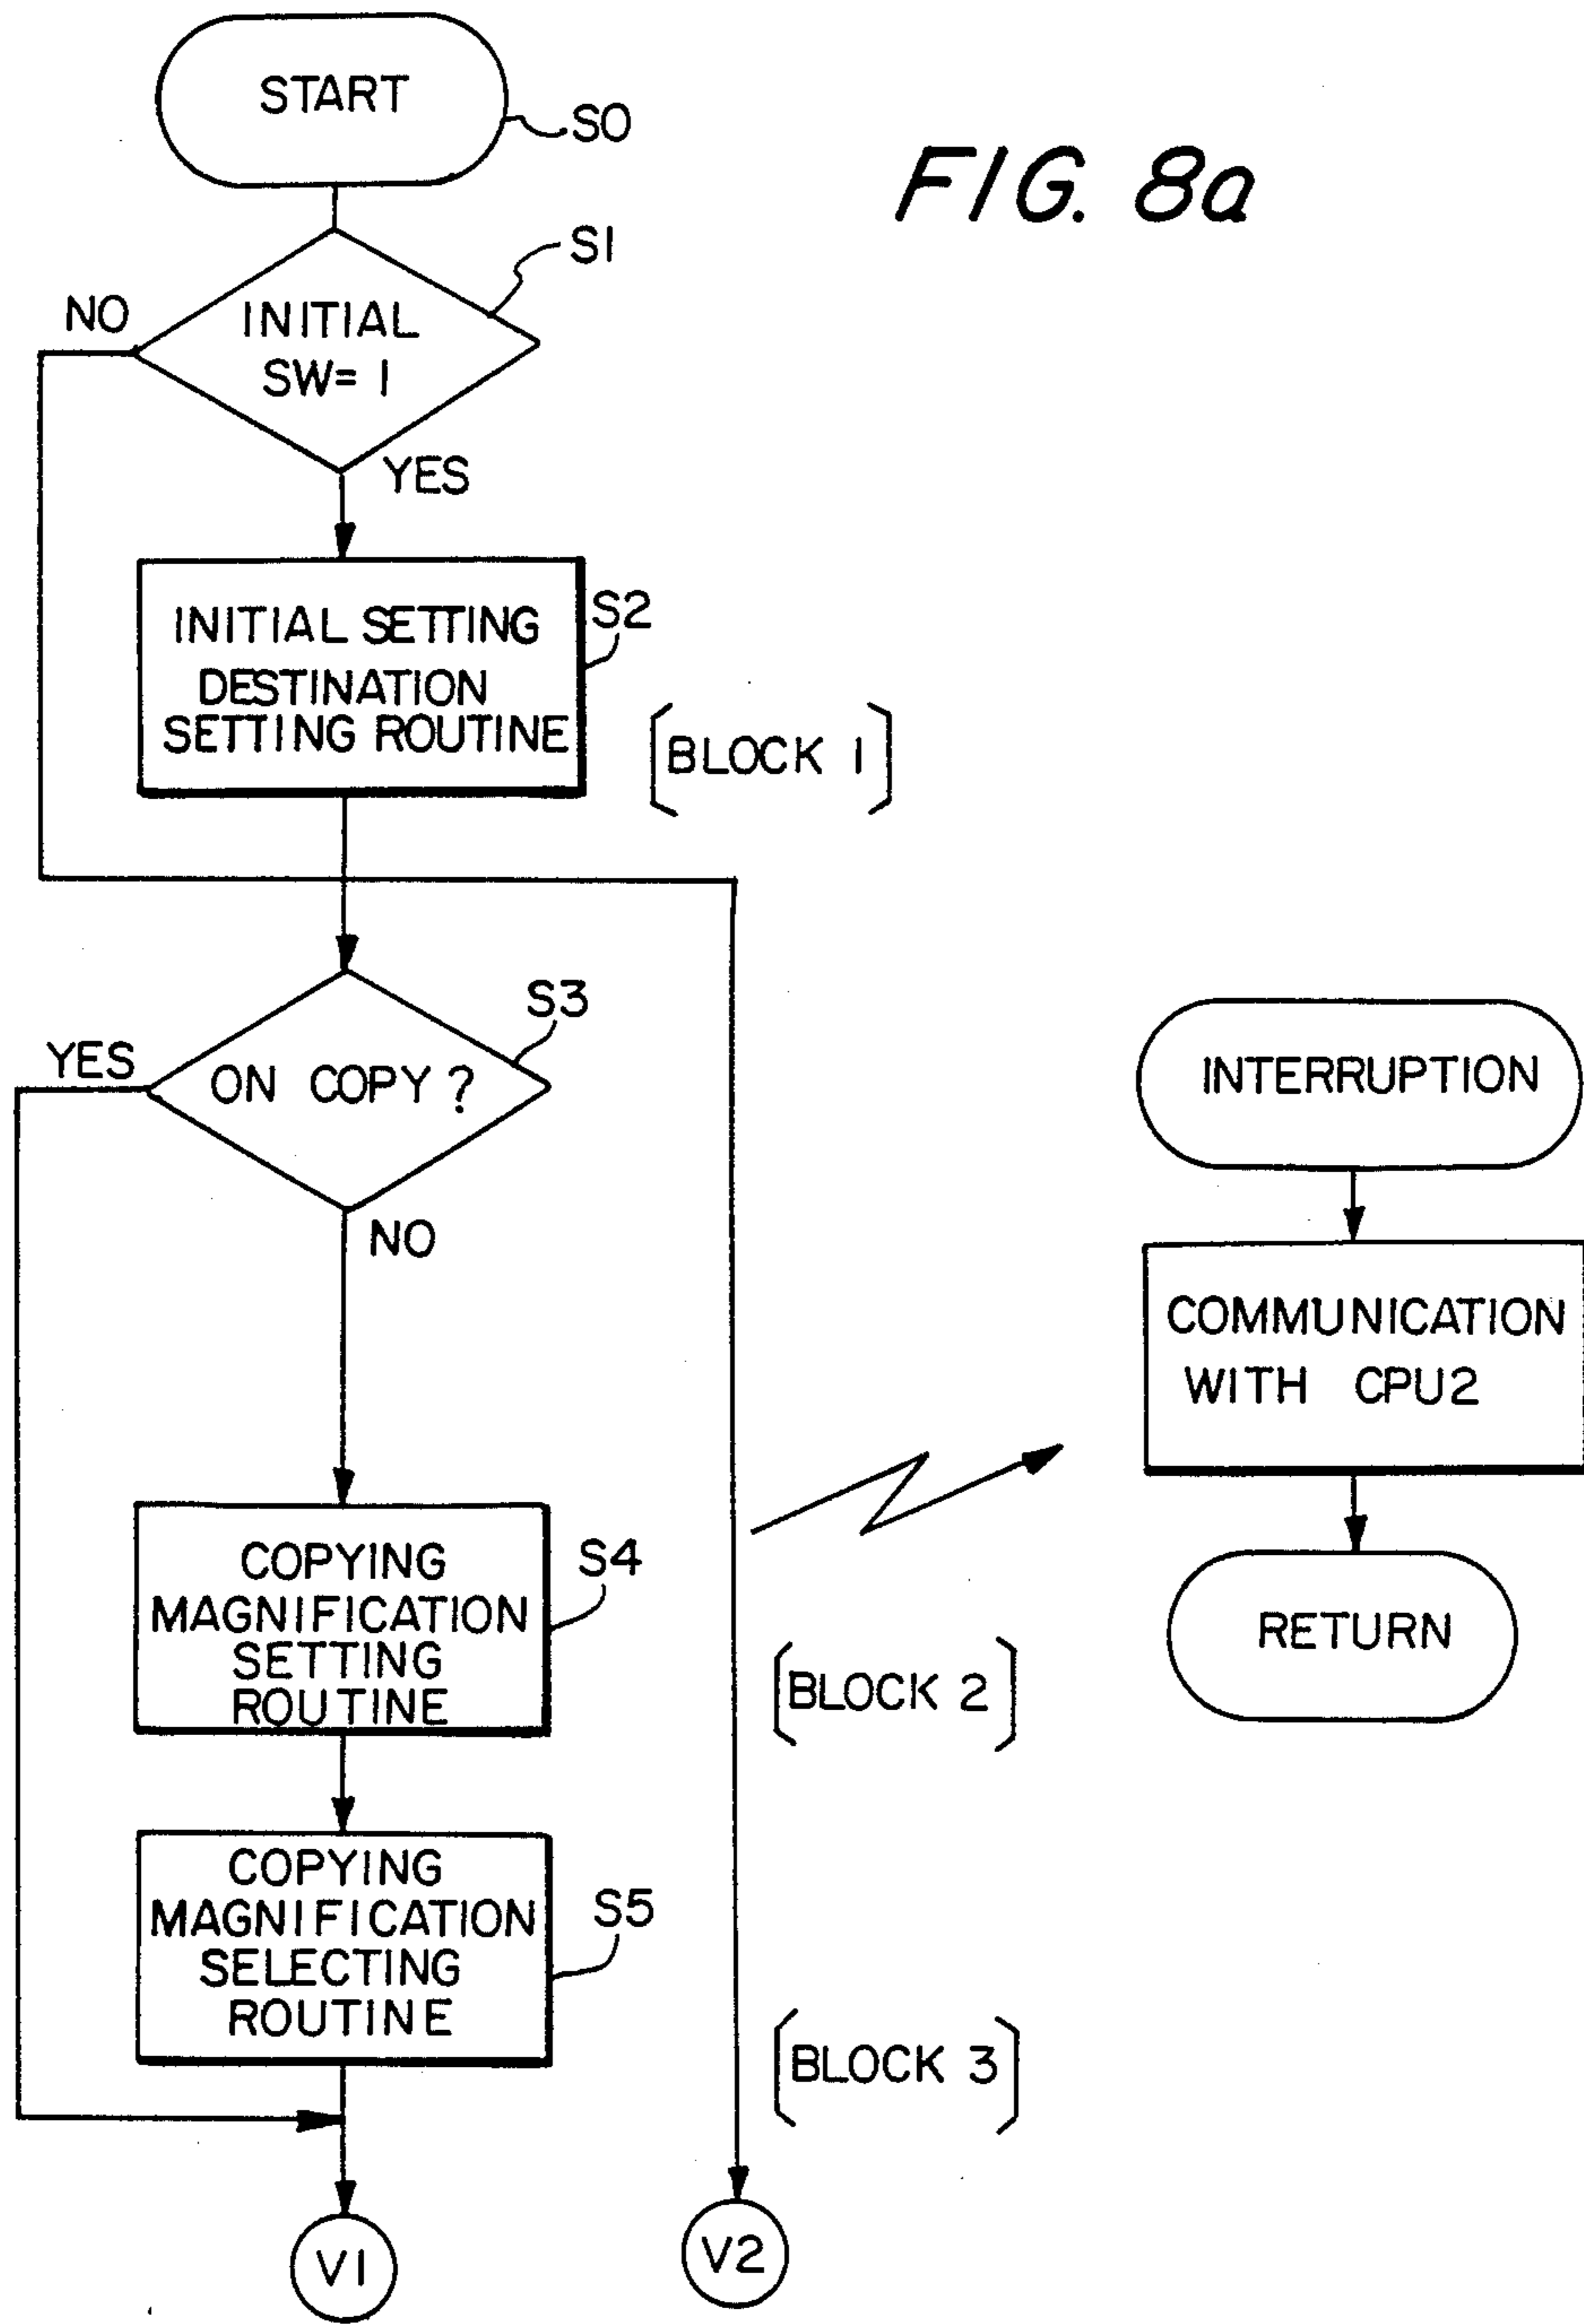 START
S0
FIG. 8a
S1
NO
INITIAL
SW= 1
YES
INITIAL SETTING
DESTINATION
SETTING ROUTINE
S2
[BLOCK 1]
S3
YES
ON COPY?
NO
INTERRUPTION
COMMUNICATION
WITH CPU2
RETURN
COPYING
MAGNIFICATION
SETTING
ROUTINE
S4
[BLOCK 2]
COPYING
MAGNIFICATION
SELECTING
ROUTINE
S5
[BLOCK 3]
V1
V2